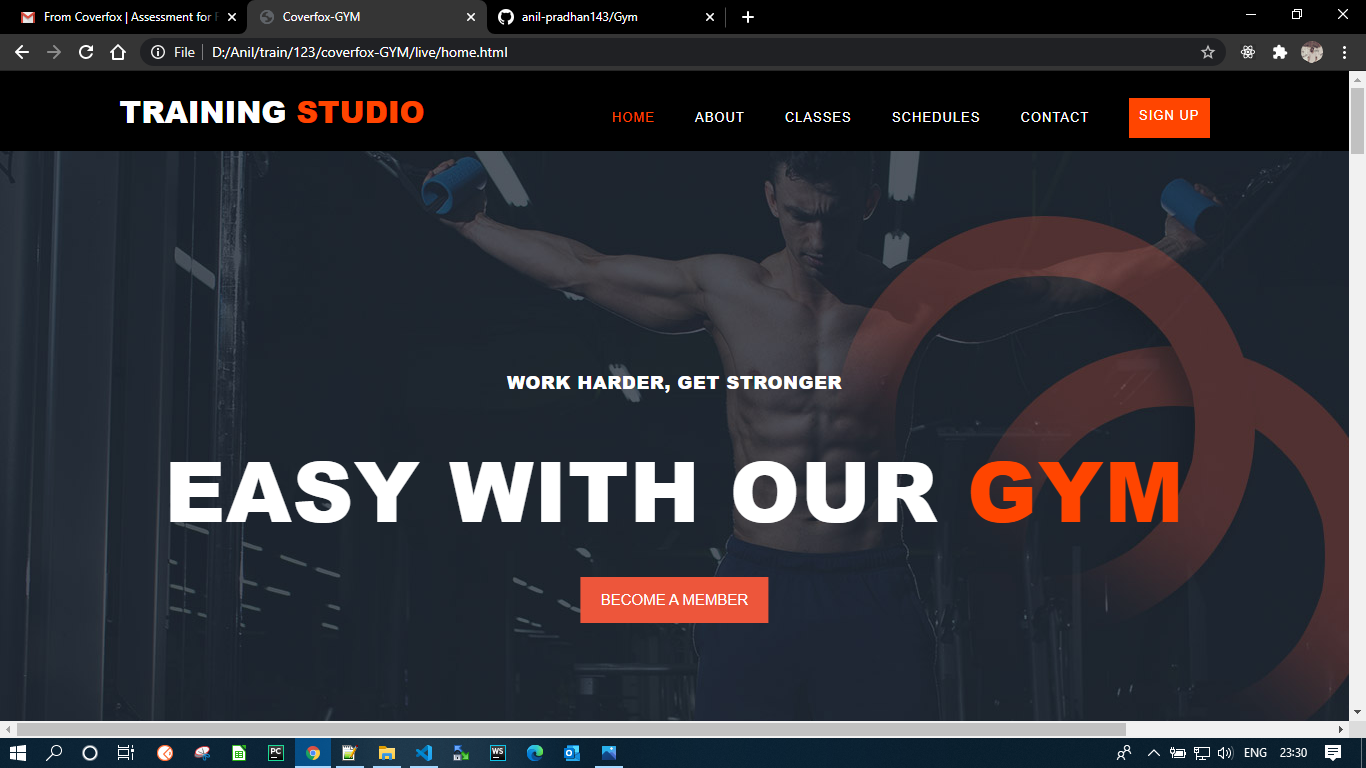 From Coverfox | Assessment for F
Coverfox-GYM
anil-pradhan143/Gym
File
D:/Anil/train/123/coverfox-GYM/live/home.html
TRAINING STUDIO
HOME ABOUT CLASSES SCHEDULES CONTACT SIGN UP
WORK HARDER, GET STRONGER
EASY WITH OUR GYM
BECOME A MEMBER
PC
WS
ENG
23:30